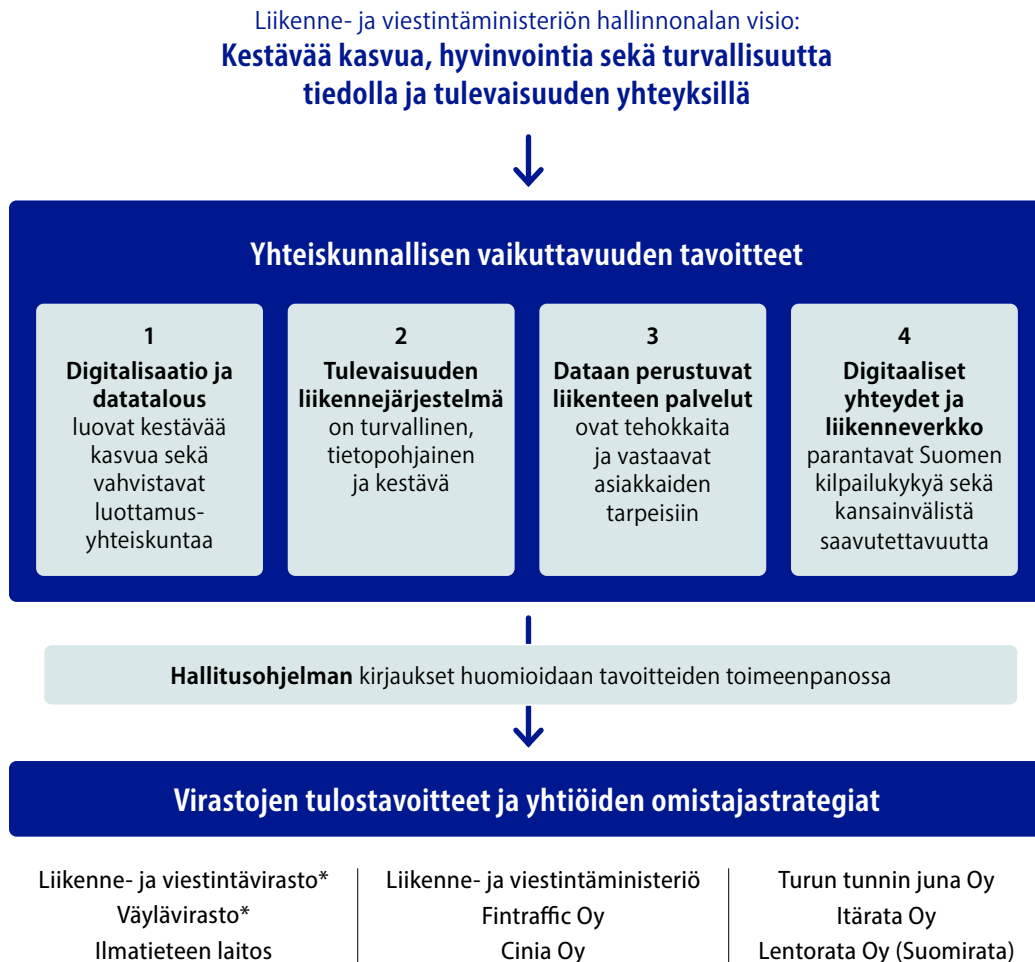 Liikenne- ja viestintäministeriön hallinnonalan visio:
Kestävää kasvua, hyvinvointia sekä turvallisuutta
tiedolla ja tulevaisuuden yhteyksillä
Yhteiskunnallisen vaikuttavuuden tavoitteet
1
Digitalisaatio ja
datatalous
luovat kestävää
kasvua sekä
vahvistavat
luottamus-
yhteiskuntaa
2
Tulevaisuuden
liikennejärjestelmä
on turvallinen,
tietopohjainen
ja kestävä
3
Dataan perustuvat
liikenteen palvelut
ovat tehokkaita
ja vastaavat
asiakkaiden
tarpeisiin
4
Digitaaliset
yhteydet ja
liikenneverkko
parantavat Suomen
kilpailukykyä sekä
kansainvälistä
saavutettavuutta
Hallitusohjelman kirjaukset huomioidaan tavoitteiden toimeenpanossa
Virastojen tulostavoitteet ja yhtiöiden omistajastrategiat
Liikenne- ja viestintävirasto*
Väylävirasto*
Ilmatieteen laitos
Liikenne- ja viestintäministeriö
Fintraffic Oy
Cinia Oy
Turun tunnin juna Oy
Itärata Oy
Lentorata Oy (Suomirata)